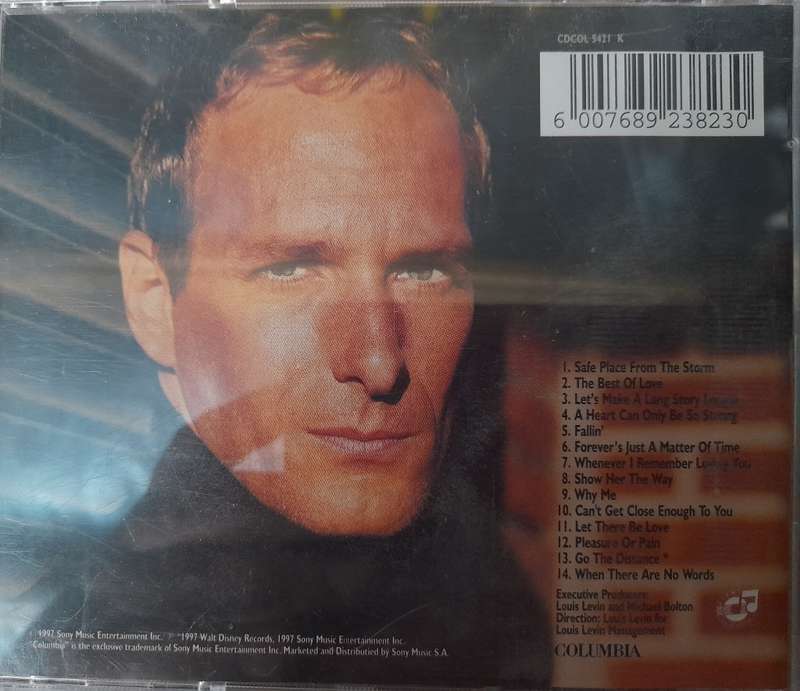 CDCOL 5421 K
6 007689 238230
1. Safe Place From The Storm
2. The Best Of Love
3. Let's Make A Long Story Longer
4. A Heart Can Only Be So Strong
5. Fallin'
6. Forever's Just A Matter Of Time
7. Whenever I Remember Loving You
8. Show Her The Way
9. Why Me
10. Can't Get Close Enough To You
11. Let There Be Love
12. Pleasure Or Pain
13. Go The Distance *
14. When There Are No Words
Executive Producers:
Louis Levin and Michael Bolton
Direction: Louis Levin for
Louis Levin Management
COLUMBIA
1997 Sony Music Entertainment Inc. * 1997 Walt Disney Records, 1997 Sony Music Entertainment Inc.
"Columbia" is the exclusive trademark of Sony Music Entertainment Inc. Marketed and Distributied by Sony Music S.A.